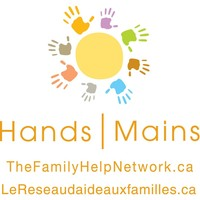 Hands | Mains
TheFamilyHelpNetwork.ca
LeReseaudaideauxfamilles.ca